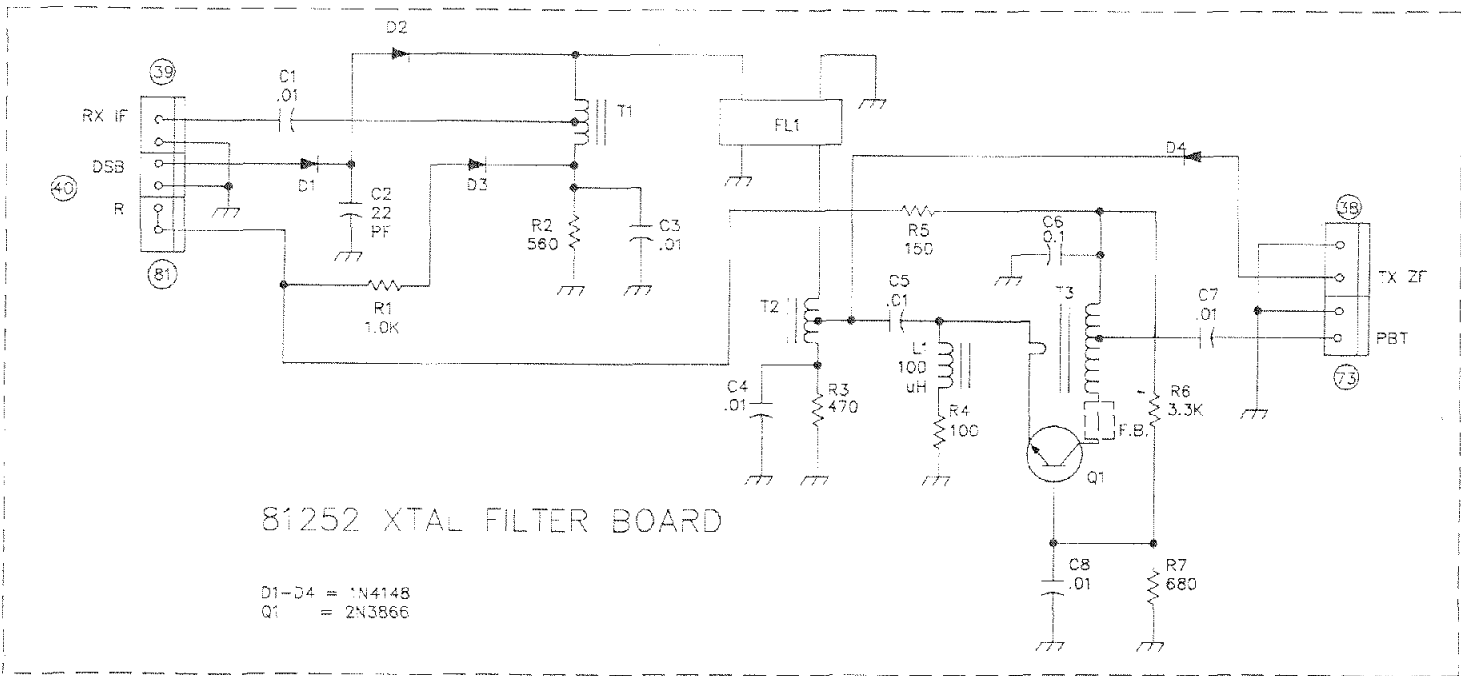 D2
39
C1
.01
RX IF
T1
FL1
DSB
D4
40
D1
D3
38
R
C2
22
PF
R2
560
C3
.01
R5
150
C6
0.1
81
TX ZF
R1
1.0K
T2
C5
.01
T3
C7
.01
L1
100
uH
PBT
C4
.01
R3
470
R4
100
R6
3.3K
73
F.B.
Q1
81252 XTAL FILTER BOARD
C8
.01
R7
680
D1-D4 = 1N4148
Q1 = 2N3866